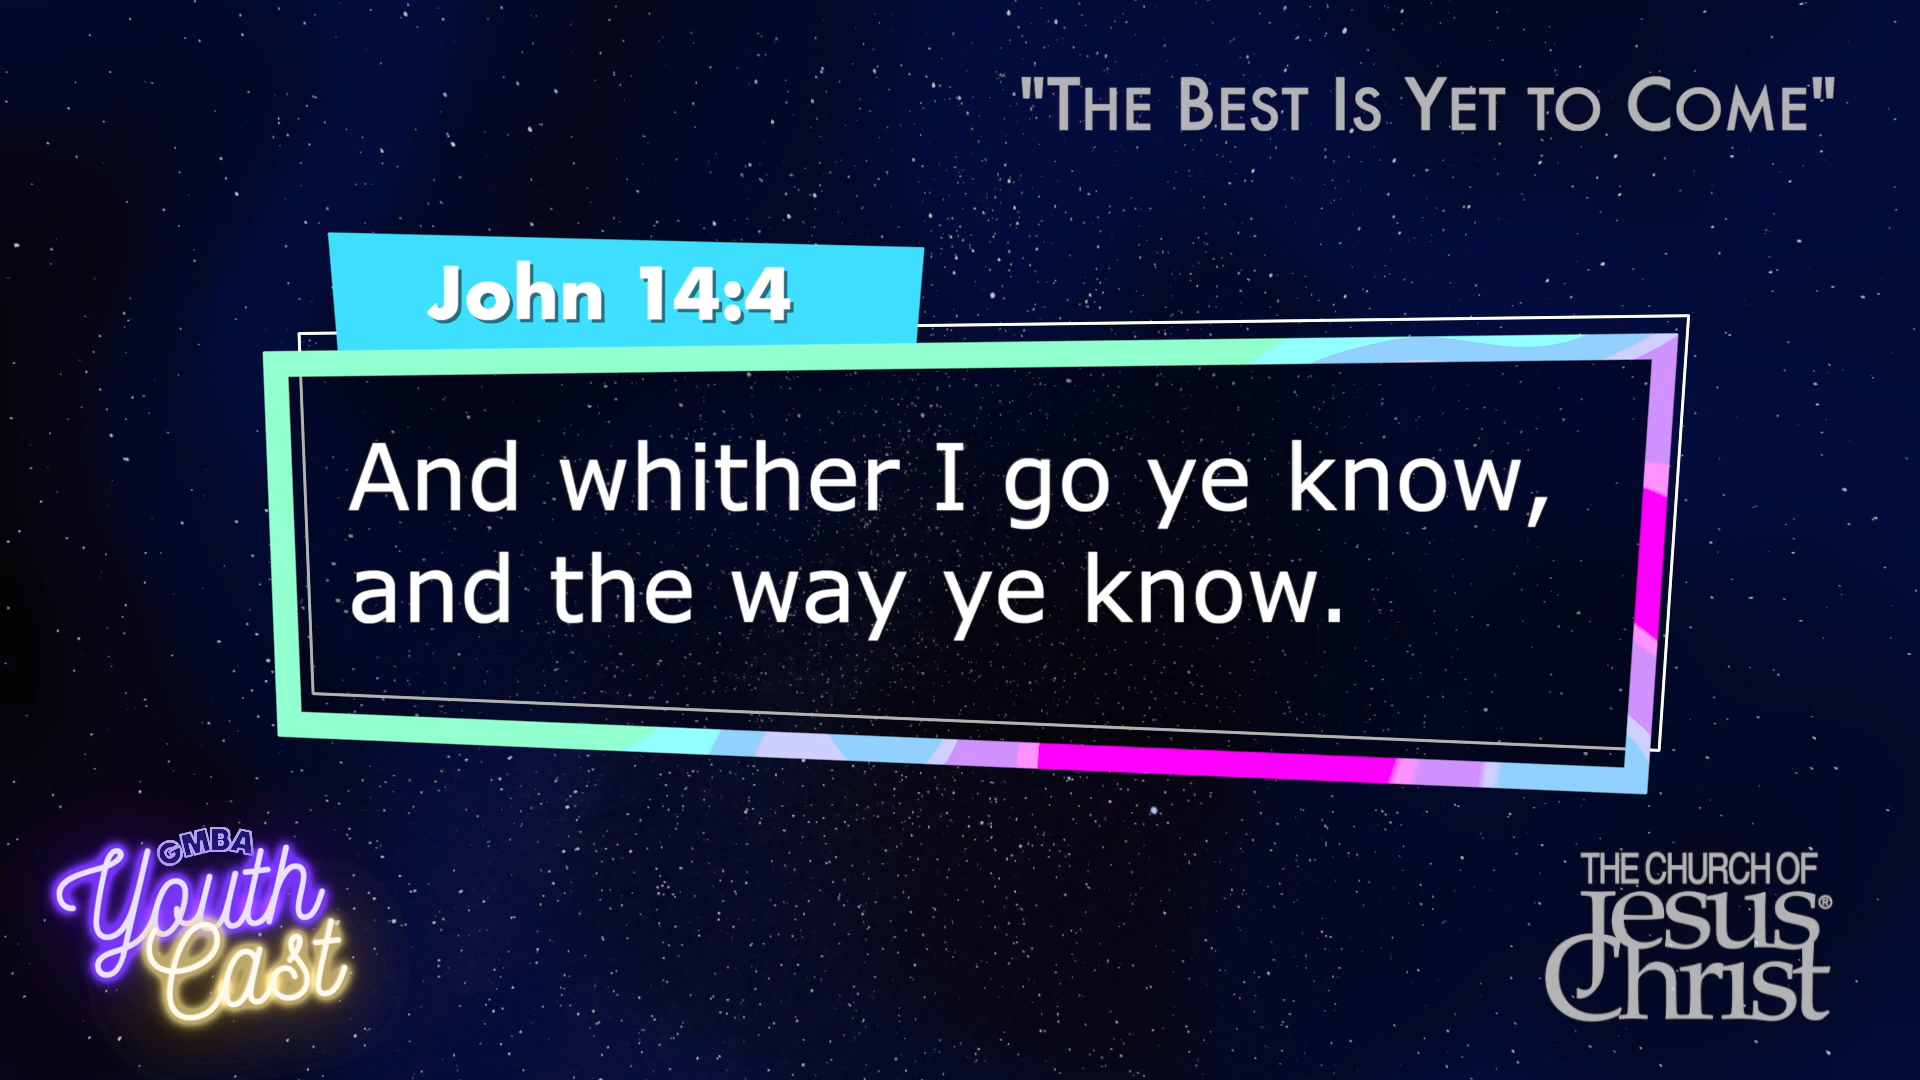 "The Best Is Yet to Come"
John 14:4
And whither I go ye know,
and the way ye know.
GMBA
Youth
Cast
THE CHURCH OF
Jesus®
Christ